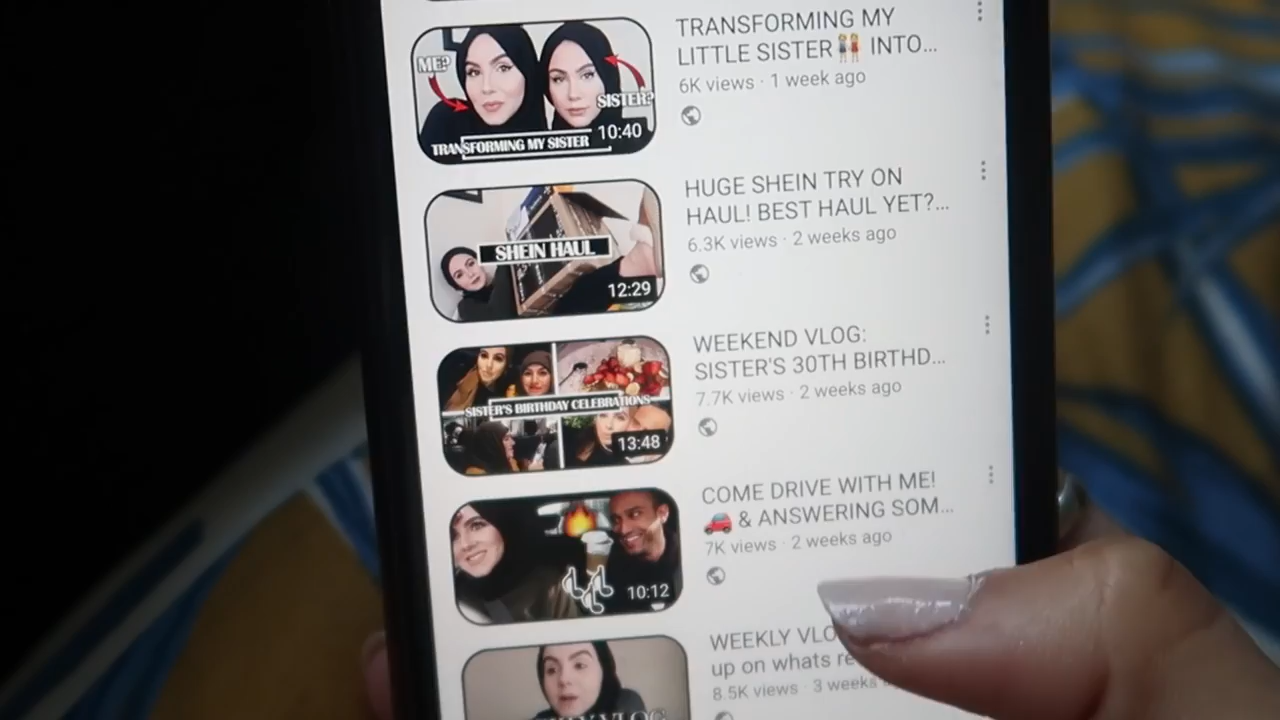 ME?
SISTER?
TRANSFORMING MY SISTER
10:40
TRANSFORMING MY
LITTLE SISTER👭 INTO...
6K views · 1 week ago
SHEIN HAUL
12:29
HUGE SHEIN TRY ON
HAUL! BEST HAUL YET?...
6.3K views · 2 weeks ago
SISTER'S BIRTHDAY CELEBRATIONS
13:48
WEEKEND VLOG:
SISTER'S 30TH BIRTHD...
7.7K views · 2 weeks ago
10:12
COME DRIVE WITH ME!
🚗 & ANSWERING SOM...
7K views · 2 weeks ago
WEEKLY
up on whats
8.5K views · 3 weeks
VLOG